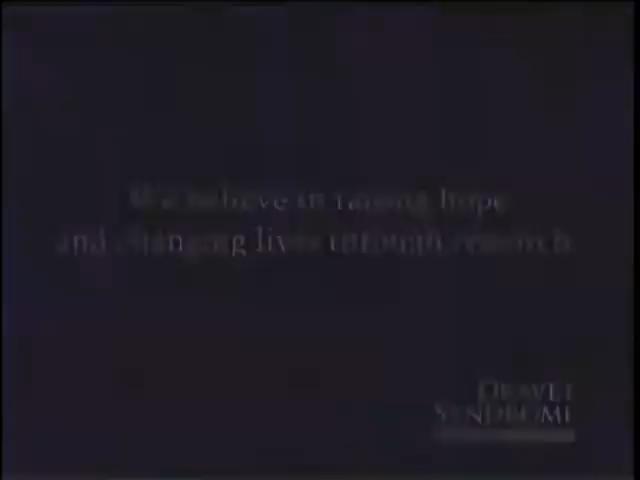 We believe in raising hope
and changing lives through research.
DRAVET
SYNDROME